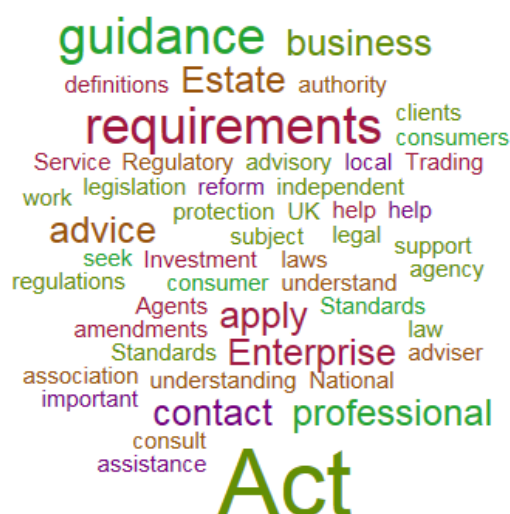 guidance business
definitions Estate authority
requirements clients
consumers
Service Regulatory advisory local Trading
work legislation reform independent
protection UK help help
advice subject legal support
seek Investment laws agency
regulations consumer understand
Agents apply Standards
amendments law
Standards Enterprise adviser
association understanding National
important contact professional
consult
assistance Act